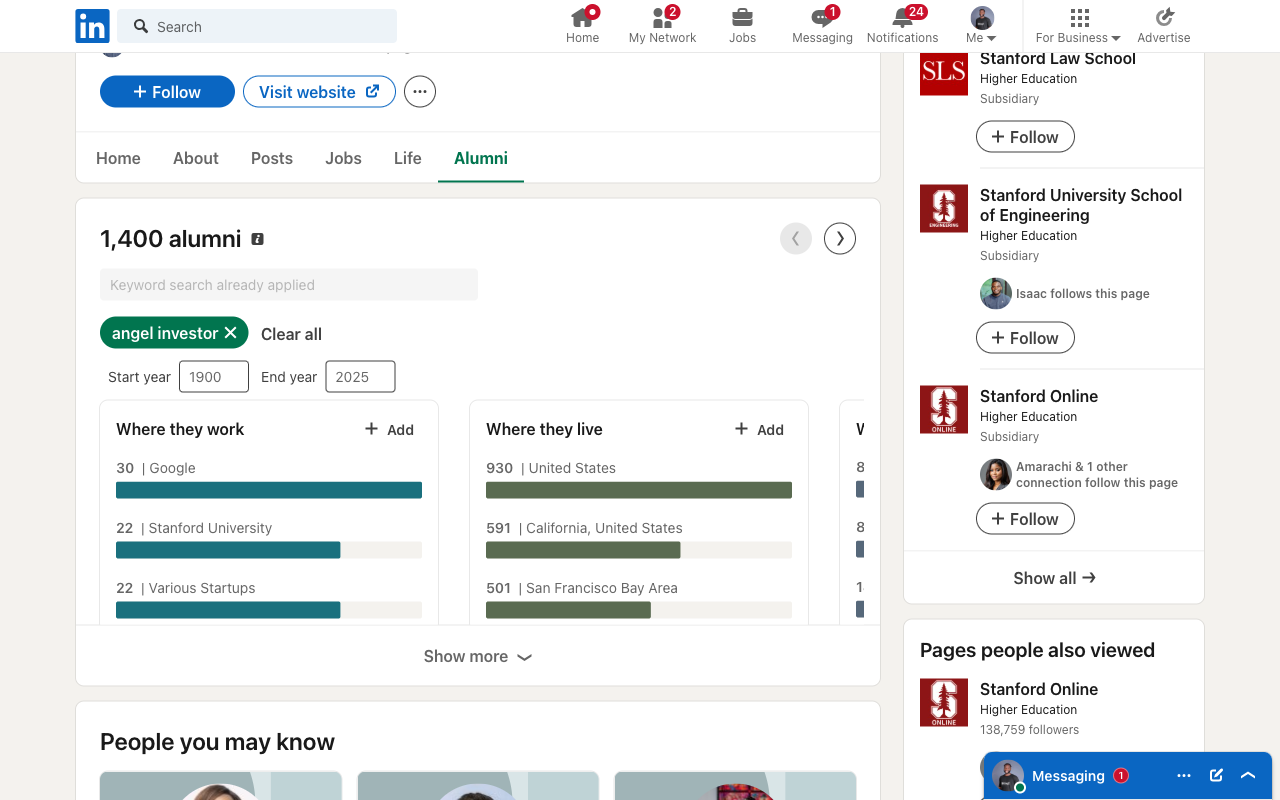 in
Search
Home
2
My Network
Jobs
1
Messaging
24
Notifications
Me
For Business
Advertise
+ Follow
Visit website
Home
About
Posts
Jobs
Life
Alumni
1,400 alumni
Keyword search already applied
angel investor
Clear all
Start year
1900
End year
2025
Where they work
+ Add
30 | Google
22 | Stanford University
22 | Various Startups
Where they live
+ Add
930 | United States
591 | California, United States
501 | San Francisco Bay Area
Show more
People you may know
SLS
Stanford Law School
Higher Education
Subsidiary
+ Follow
ENGINEERING
Stanford University School
of Engineering
Higher Education
Subsidiary
Isaac follows this page
+ Follow
ONLINE
Stanford Online
Higher Education
Subsidiary
Amarachi & 1 other
connection follow this page
+ Follow
Show all →
Pages people also viewed
ONLINE
Stanford Online
Higher Education
138,759 followers
Messaging
1